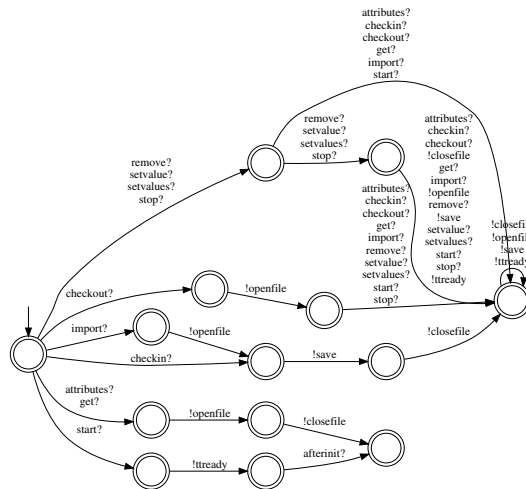 attributes?
checkin?
checkout?
get?
import?
start?
remove?
setvalue?
setvalues?
stop?
attributes?
checkin?
checkout?
!closefile
get?
import?
!openfile
remove?
!save
setvalue?
setvalues?
start?
stop?
!ttready
remove?
setvalue?
setvalues?
stop?
attributes?
checkin?
checkout?
get?
import?
remove?
setvalue?
setvalues?
start?
stop?
!closefile
!openfile
!save
!ttready
checkout?
!openfile
import?
!openfile
checkin?
!save
!closefile
attributes?
get?
!openfile
!closefile
start?
!ttready
afterinit?